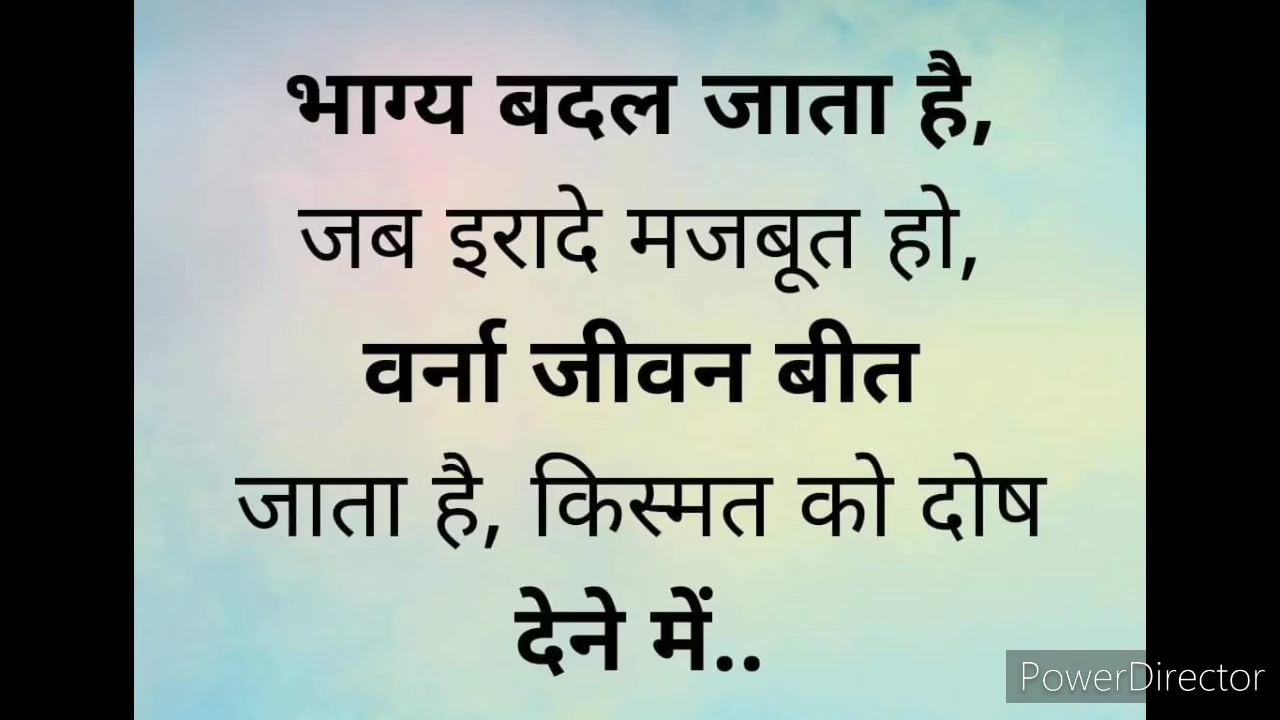 भाग्य बदल जाता है,
जब इरादे मजबूत हो,
वर्ना जीवन बीत
जाता है, किस्मत को दोष
देने में..
PowerDirector